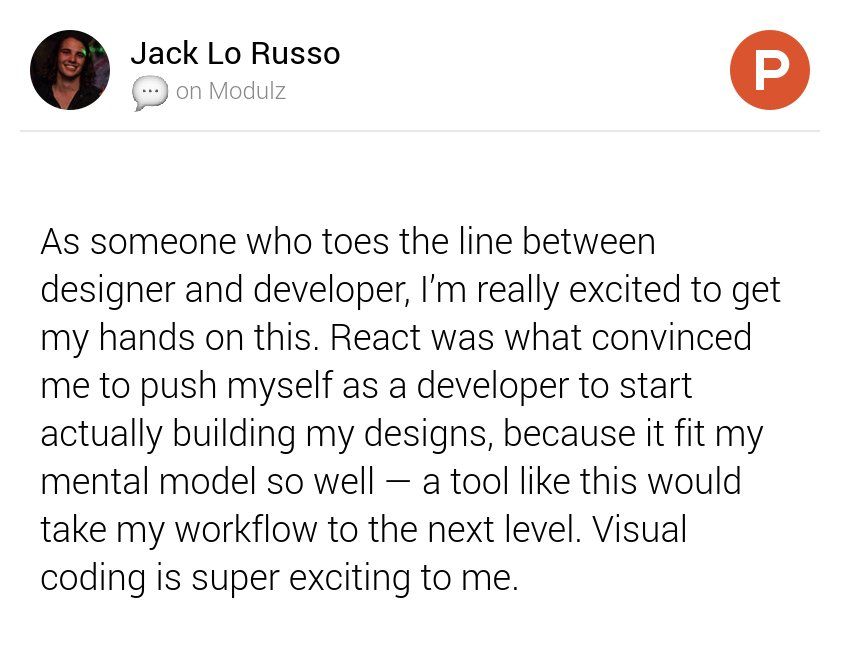 Jack Lo Russo
💬 on Modulz
P
As someone who toes the line between
designer and developer, I’m really excited to get
my hands on this. React was what convinced
me to push myself as a developer to start
actually building my designs, because it fit my
mental model so well — a tool like this would
take my workflow to the next level. Visual
coding is super exciting to me.